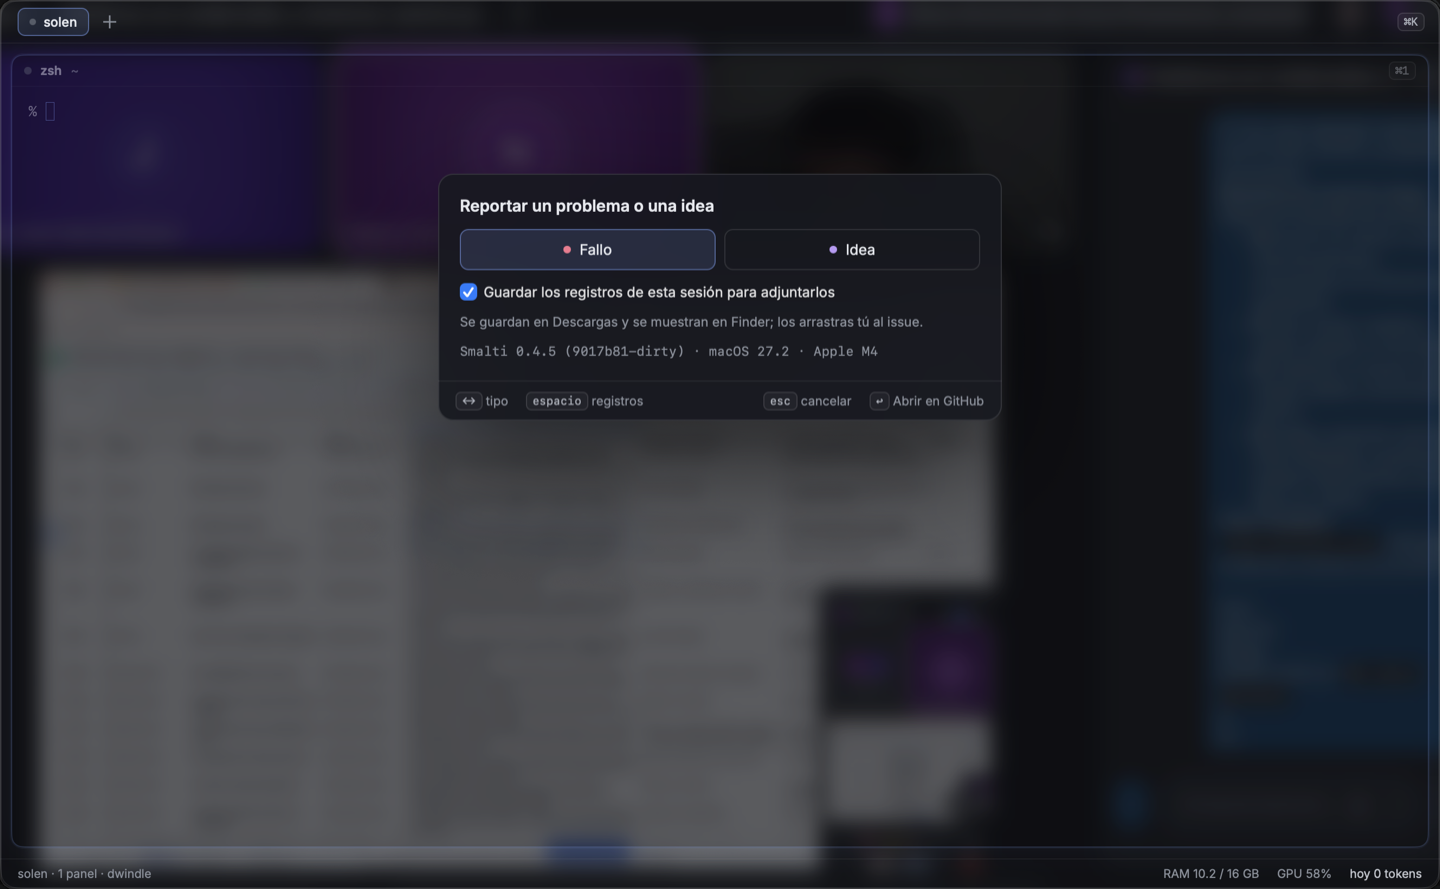 solen
⌘K
zsh ~
⌘1
%
Reportar un problema o una idea
Fallo
Idea
Guardar los registros de esta sesión para adjuntarlos
Se guardan en Descargas y se muestran en Finder; los arrastras tú al issue.
Smalti 0.4.5 (9017b81-dirty) · macOS 27.2 · Apple M4
↔ tipo espacio registros esc cancelar ↩ Abrir en GitHub
solen · 1 panel · dwindle
RAM 10.2 / 16 GB GPU 58% hoy 0 tokens